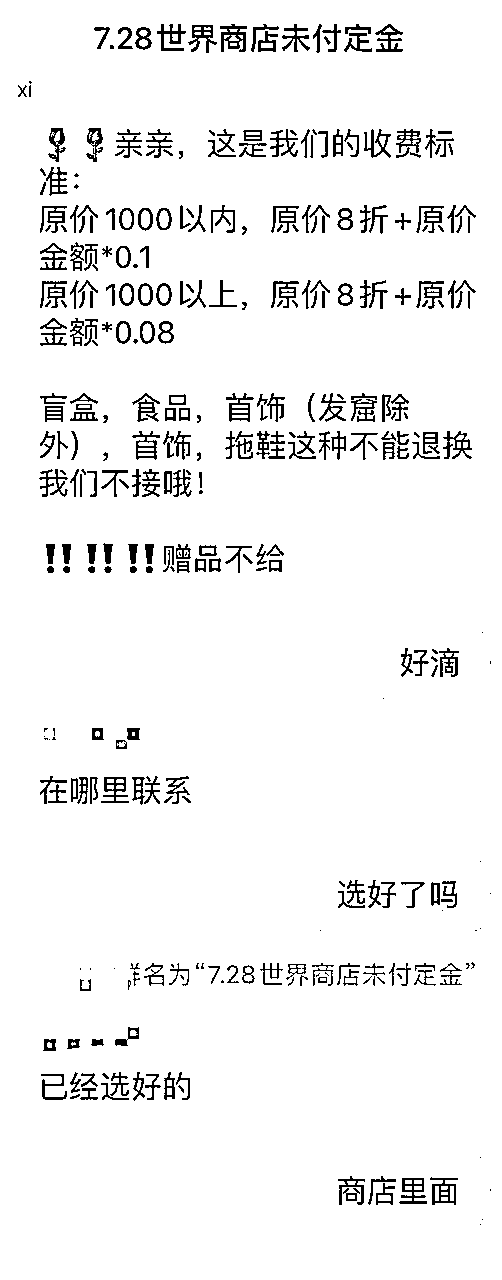 7.28世界商店未付定金
xi
🌹🌹亲亲，这是我们的收费标
准：
原价1000以内，原价8折+原价
金额*0.1
原价1000以上，原价8折+原价
金额*0.08
盲盒，食品，首饰（发窟除
外），首饰，拖鞋这种不能退换
我们不接哦！
‼️‼️‼️赠品不给
好滴
在哪里联系
选好了吗
群名为“7.28世界商店未付定金”
已经选好的
商店里面